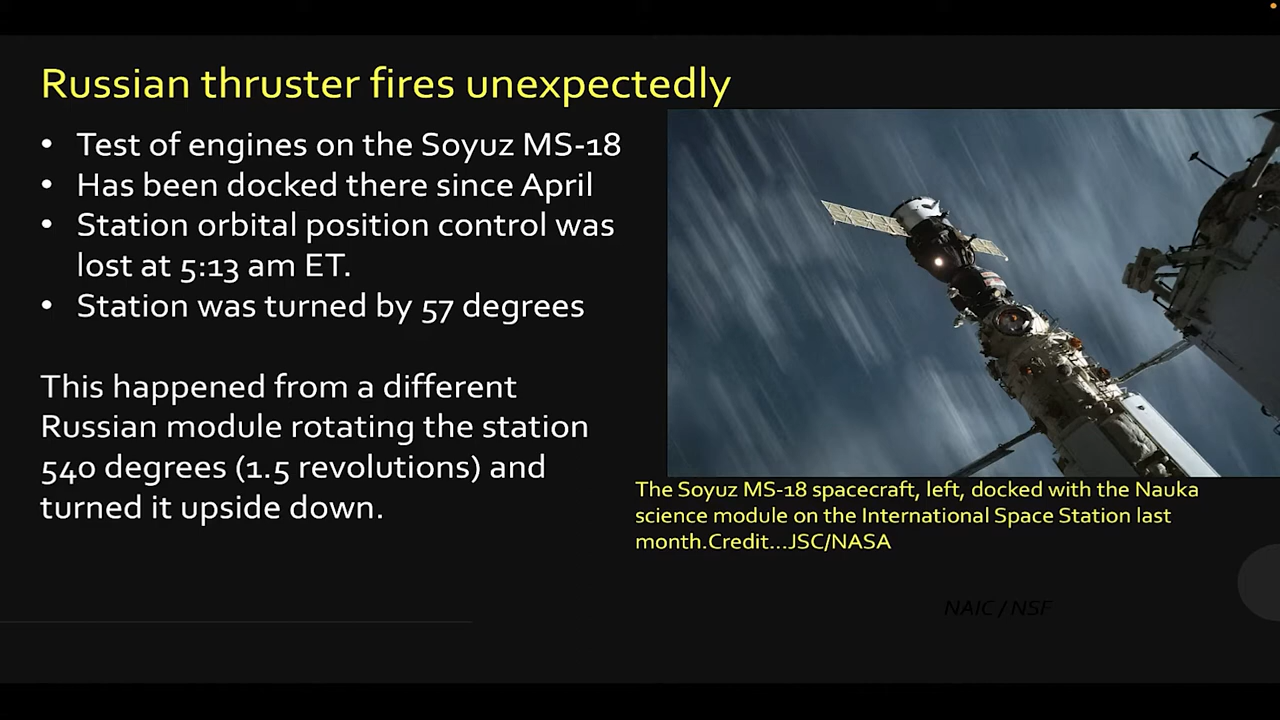 Russian thruster fires unexpectedly
• Test of engines on the Soyuz MS-18
• Has been docked there since April
• Station orbital position control was
lost at 5:13 am ET.
• Station was turned by 57 degrees
This happened from a different
Russian module rotating the station
540 degrees (1.5 revolutions) and
turned it upside down.
The Soyuz MS-18 spacecraft, left, docked with the Nauka
science module on the International Space Station last
month.Credit...JSC/NASA
NAIC / NSF